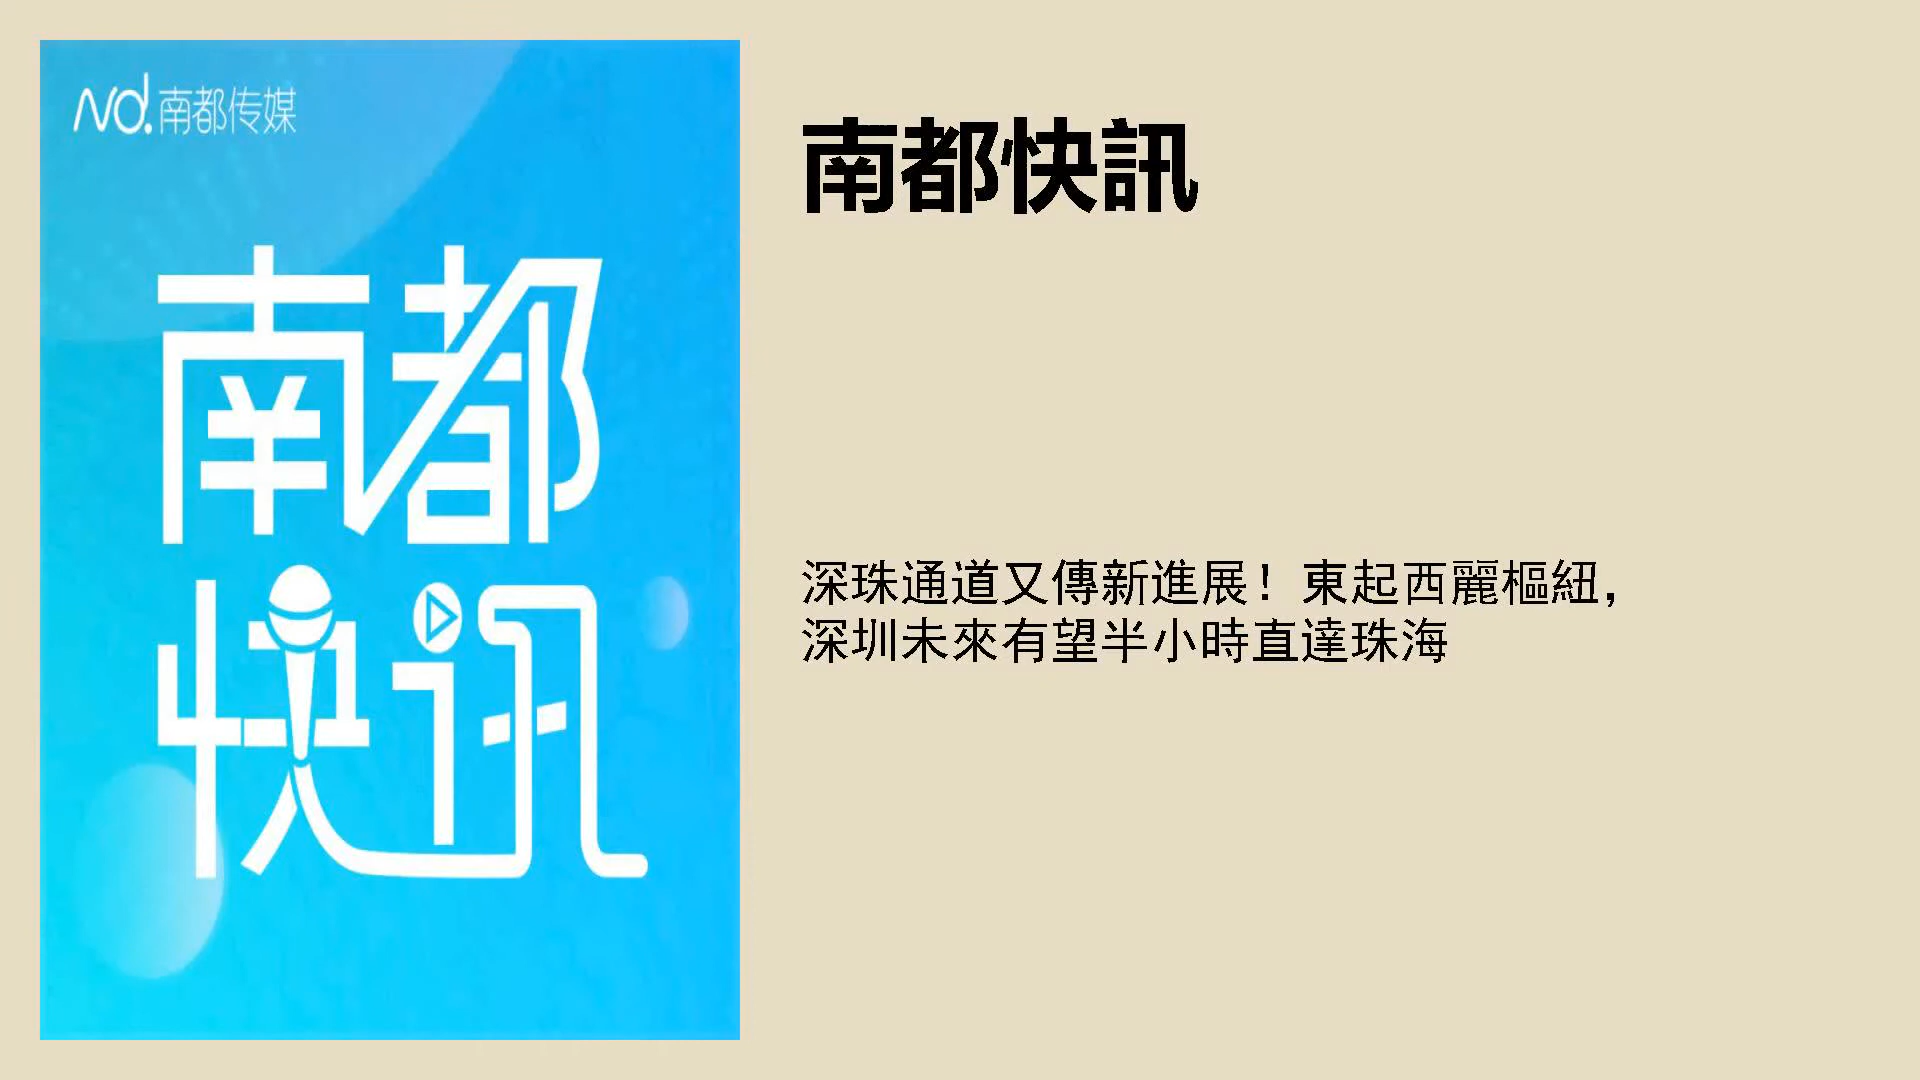 Nd.南都传媒
南都
快讯
南都快訊
深珠通道又傳新進展！東起西麗樞紐，
深圳未來有望半小時直達珠海